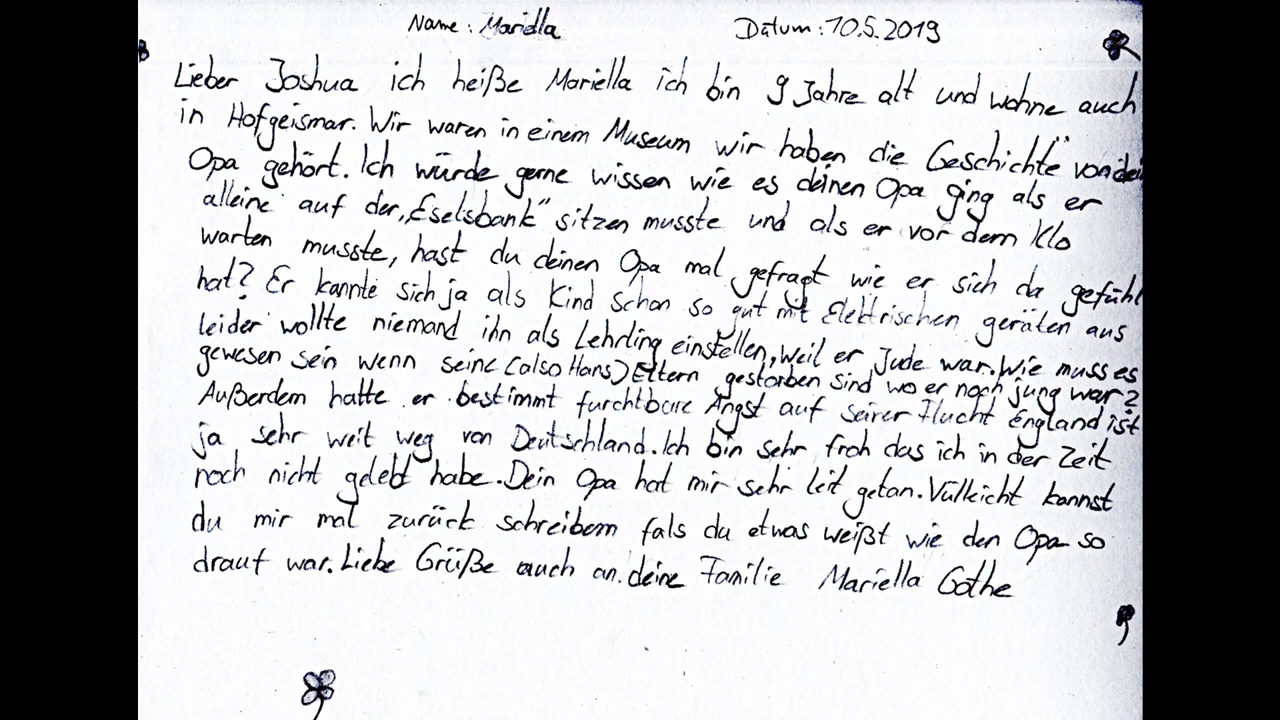 Name: Mariella Datum: 10.5.2019
Lieber Joshua ich heiße Mariella ich bin 9 Jahre alt und wohne auch
in Hofgeismar. Wir waren in einem Museum wir haben die Geschichte von dei
Opa gehört. Ich würde gerne wissen wie es deinen Opa ging als er
alleine auf der „Eselsbank“ sitzen musste und als er vor dem Klo
warten musste, hast du deinen Opa mal gefragt wie er sich da gefühl
hat? Er kannte sich ja als Kind schon so gut mit Elektrischen geräten aus
leider wollte niemand ihn als Lehrling einstellen, weil er Jude war. Wie muss es
gewesen sein wenn seine (also Hans) Eltern gestorben sind wo er noch jung war?
Außerdem hatte er bestimmt furchtbare Angst auf seiner Flucht england ist
ja sehr weit weg von Deutschland. Ich bin sehr froh das ich in der Zeit
noch nicht gelebt habe. Dein Opa hat mir sehr leit getan. Vülleicht kannst
du mir mal zurück schreibem fals du etwas weißt wie den Opa so
drauf war. Liebe Grüße auch an deine Familie Mariella Gothe